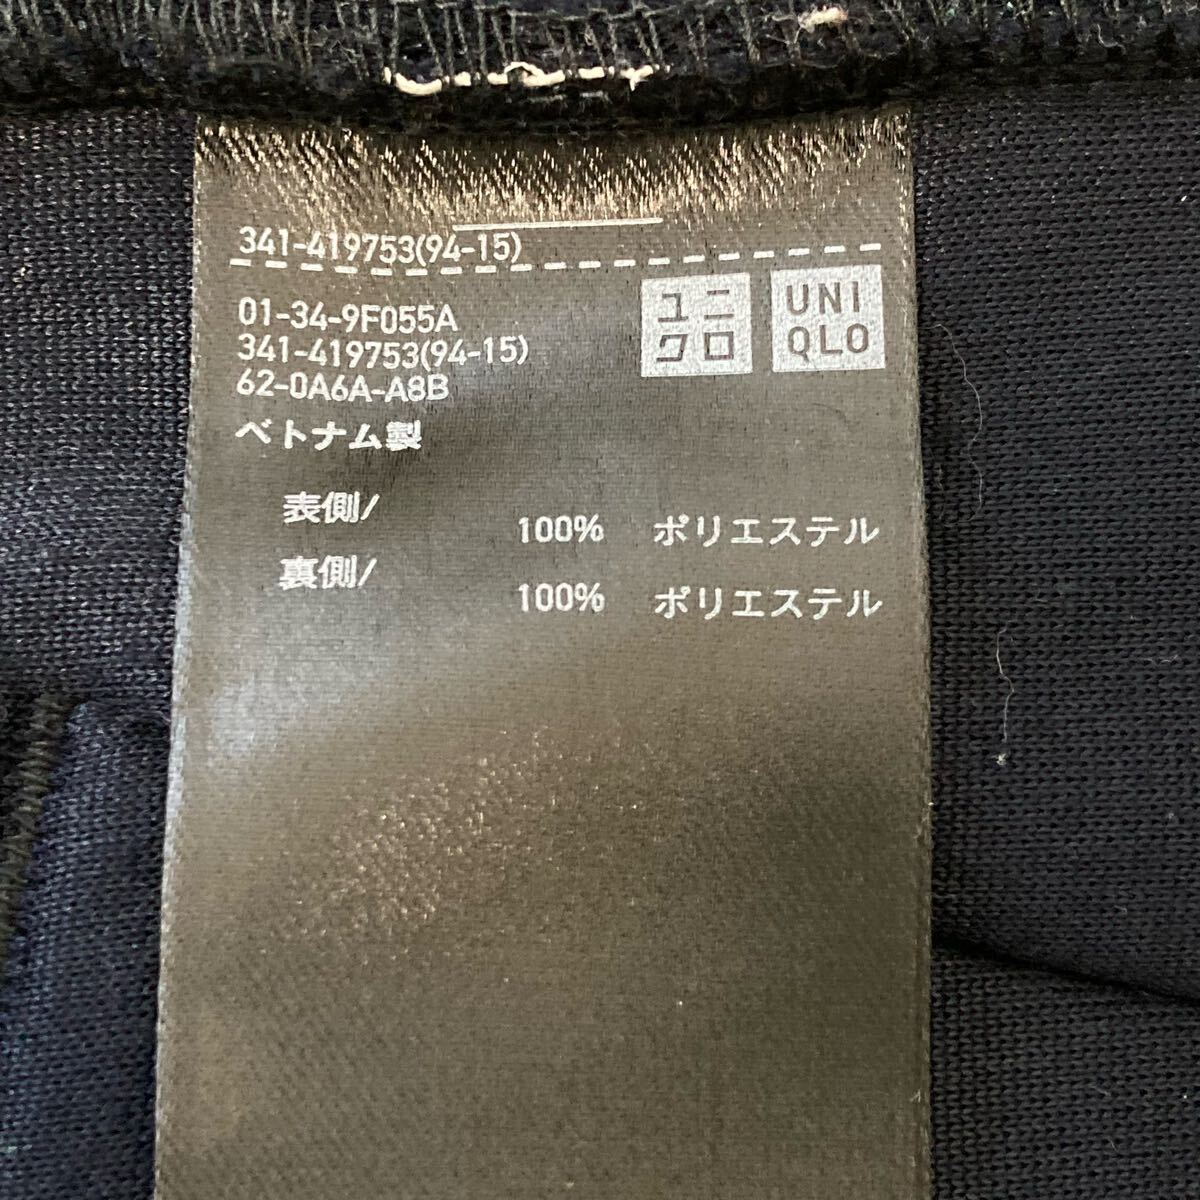 341-419753(94-15)
01-34-9F055A
341-419753(94-15)
62-0A6A-A8B
ベトナム製
ユニ
クロ
UNI
QLO
表側/
100% ポリエステル
裏側/
100% ポリエステル